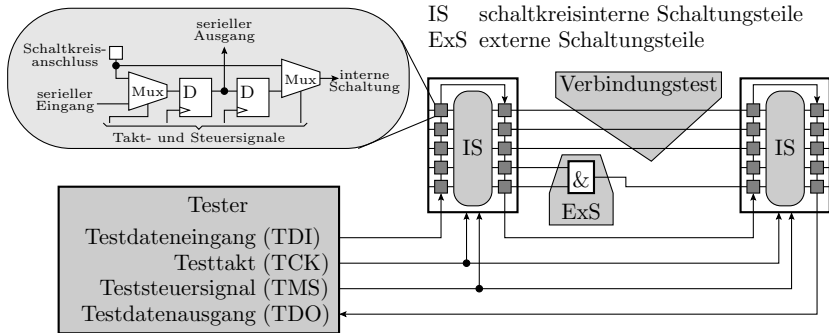 IS schaltkreisinterne Schaltungsteile
ExS externe Schaltungsteile
serieller
Ausgang
Schaltkreis-
anschluss
Mux
D
D
Mux
interne
Schaltung
serieller
Eingang
Takt- und Steuersignale
Verbindungstest
IS
IS
&
ExS
Tester
Testdateneingang (TDI)
Testtakt (TCK)
Teststeuersignal (TMS)
Testdatenausgang (TDO)